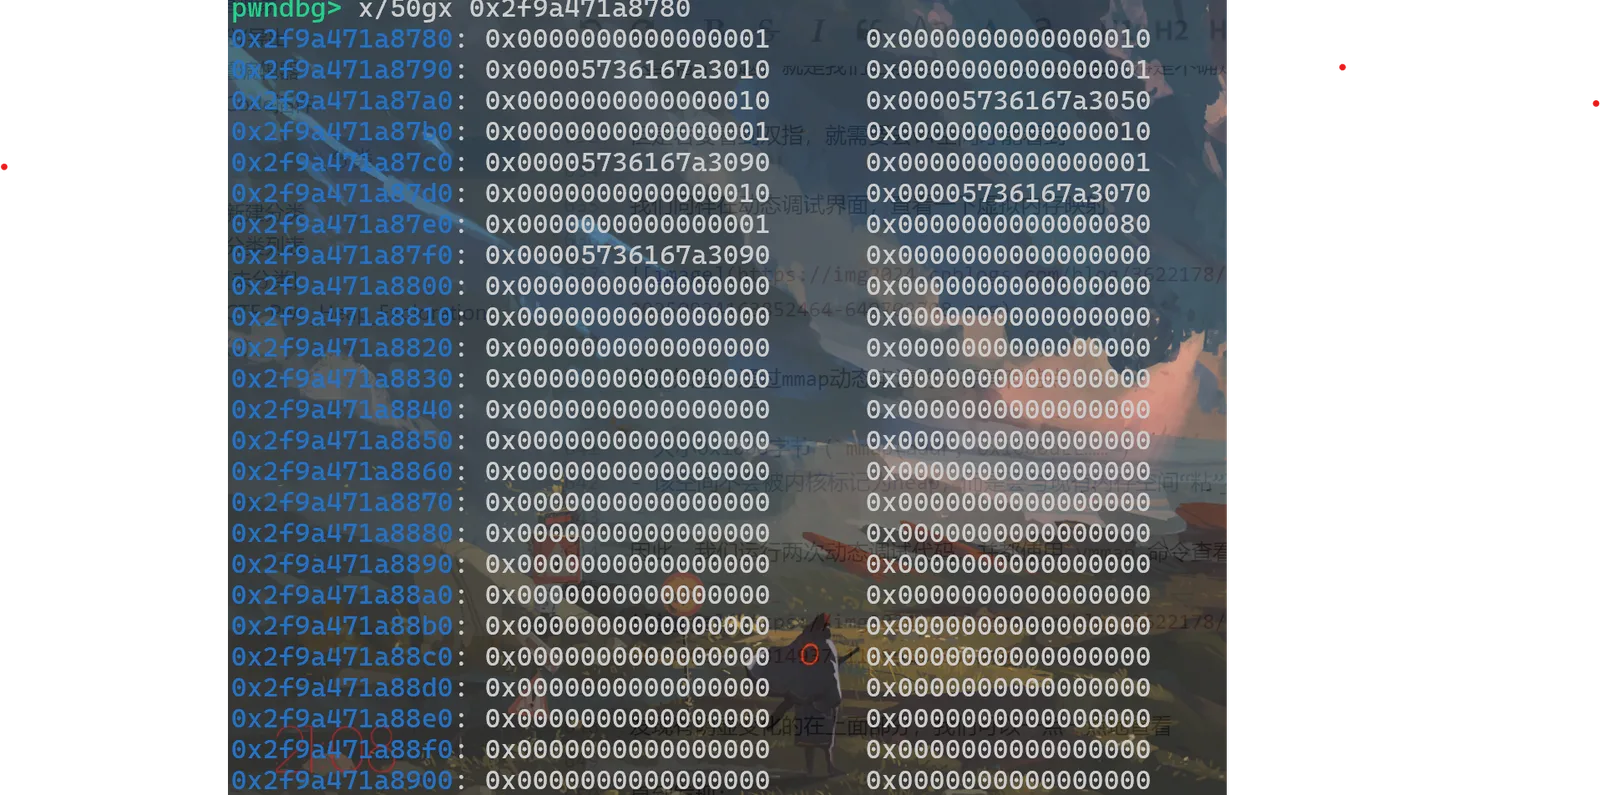 pwndbg> x/50gx 0x2f9a471a8780
0x2f9a471a8780: 0x0000000000000001 0x0000000000000010
0x2f9a471a8790: 0x00005736167a3010 0x0000000000000001
0x2f9a471a87a0: 0x0000000000000010 0x00005736167a3050
0x2f9a471a87b0: 0x0000000000000001 0x0000000000000010
0x2f9a471a87c0: 0x00005736167a3090 0x0000000000000001
0x2f9a471a87d0: 0x0000000000000010 0x00005736167a3070
0x2f9a471a87e0: 0x0000000000000001 0x0000000000000080
0x2f9a471a87f0: 0x00005736167a3090 0x0000000000000000
0x2f9a471a8800: 0x0000000000000000 0x0000000000000000
0x2f9a471a8810: 0x0000000000000000 0x0000000000000000
0x2f9a471a8820: 0x0000000000000000 0x0000000000000000
0x2f9a471a8830: 0x0000000000000000 0x0000000000000000
0x2f9a471a8840: 0x0000000000000000 0x0000000000000000
0x2f9a471a8850: 0x0000000000000000 0x0000000000000000
0x2f9a471a8860: 0x0000000000000000 0x0000000000000000
0x2f9a471a8870: 0x0000000000000000 0x0000000000000000
0x2f9a471a8880: 0x0000000000000000 0x0000000000000000
0x2f9a471a8890: 0x0000000000000000 0x0000000000000000
0x2f9a471a88a0: 0x0000000000000000 0x0000000000000000
0x2f9a471a88b0: 0x0000000000000000 0x0000000000000000
0x2f9a471a88c0: 0x0000000000000000 0x0000000000000000
0x2f9a471a88d0: 0x0000000000000000 0x0000000000000000
0x2f9a471a88e0: 0x0000000000000000 0x0000000000000000
0x2f9a471a88f0: 0x0000000000000000 0x0000000000000000
0x2f9a471a8900: 0x0000000000000000 0x0000000000000000